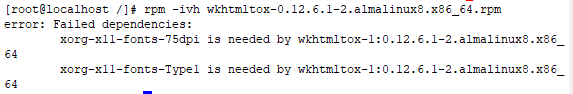 [root@localhost /]# rpm -ivh wkhtmltox-0.12.6.1-2.almalinux8.x86_64.rpm
error: Failed dependencies:
        xorg-x11-fonts-75dpi is needed by wkhtmltox-1:0.12.6.1-2.almalinux8.x86_
64
        xorg-x11-fonts-Type1 is needed by wkhtmltox-1:0.12.6.1-2.almalinux8.x86_
64